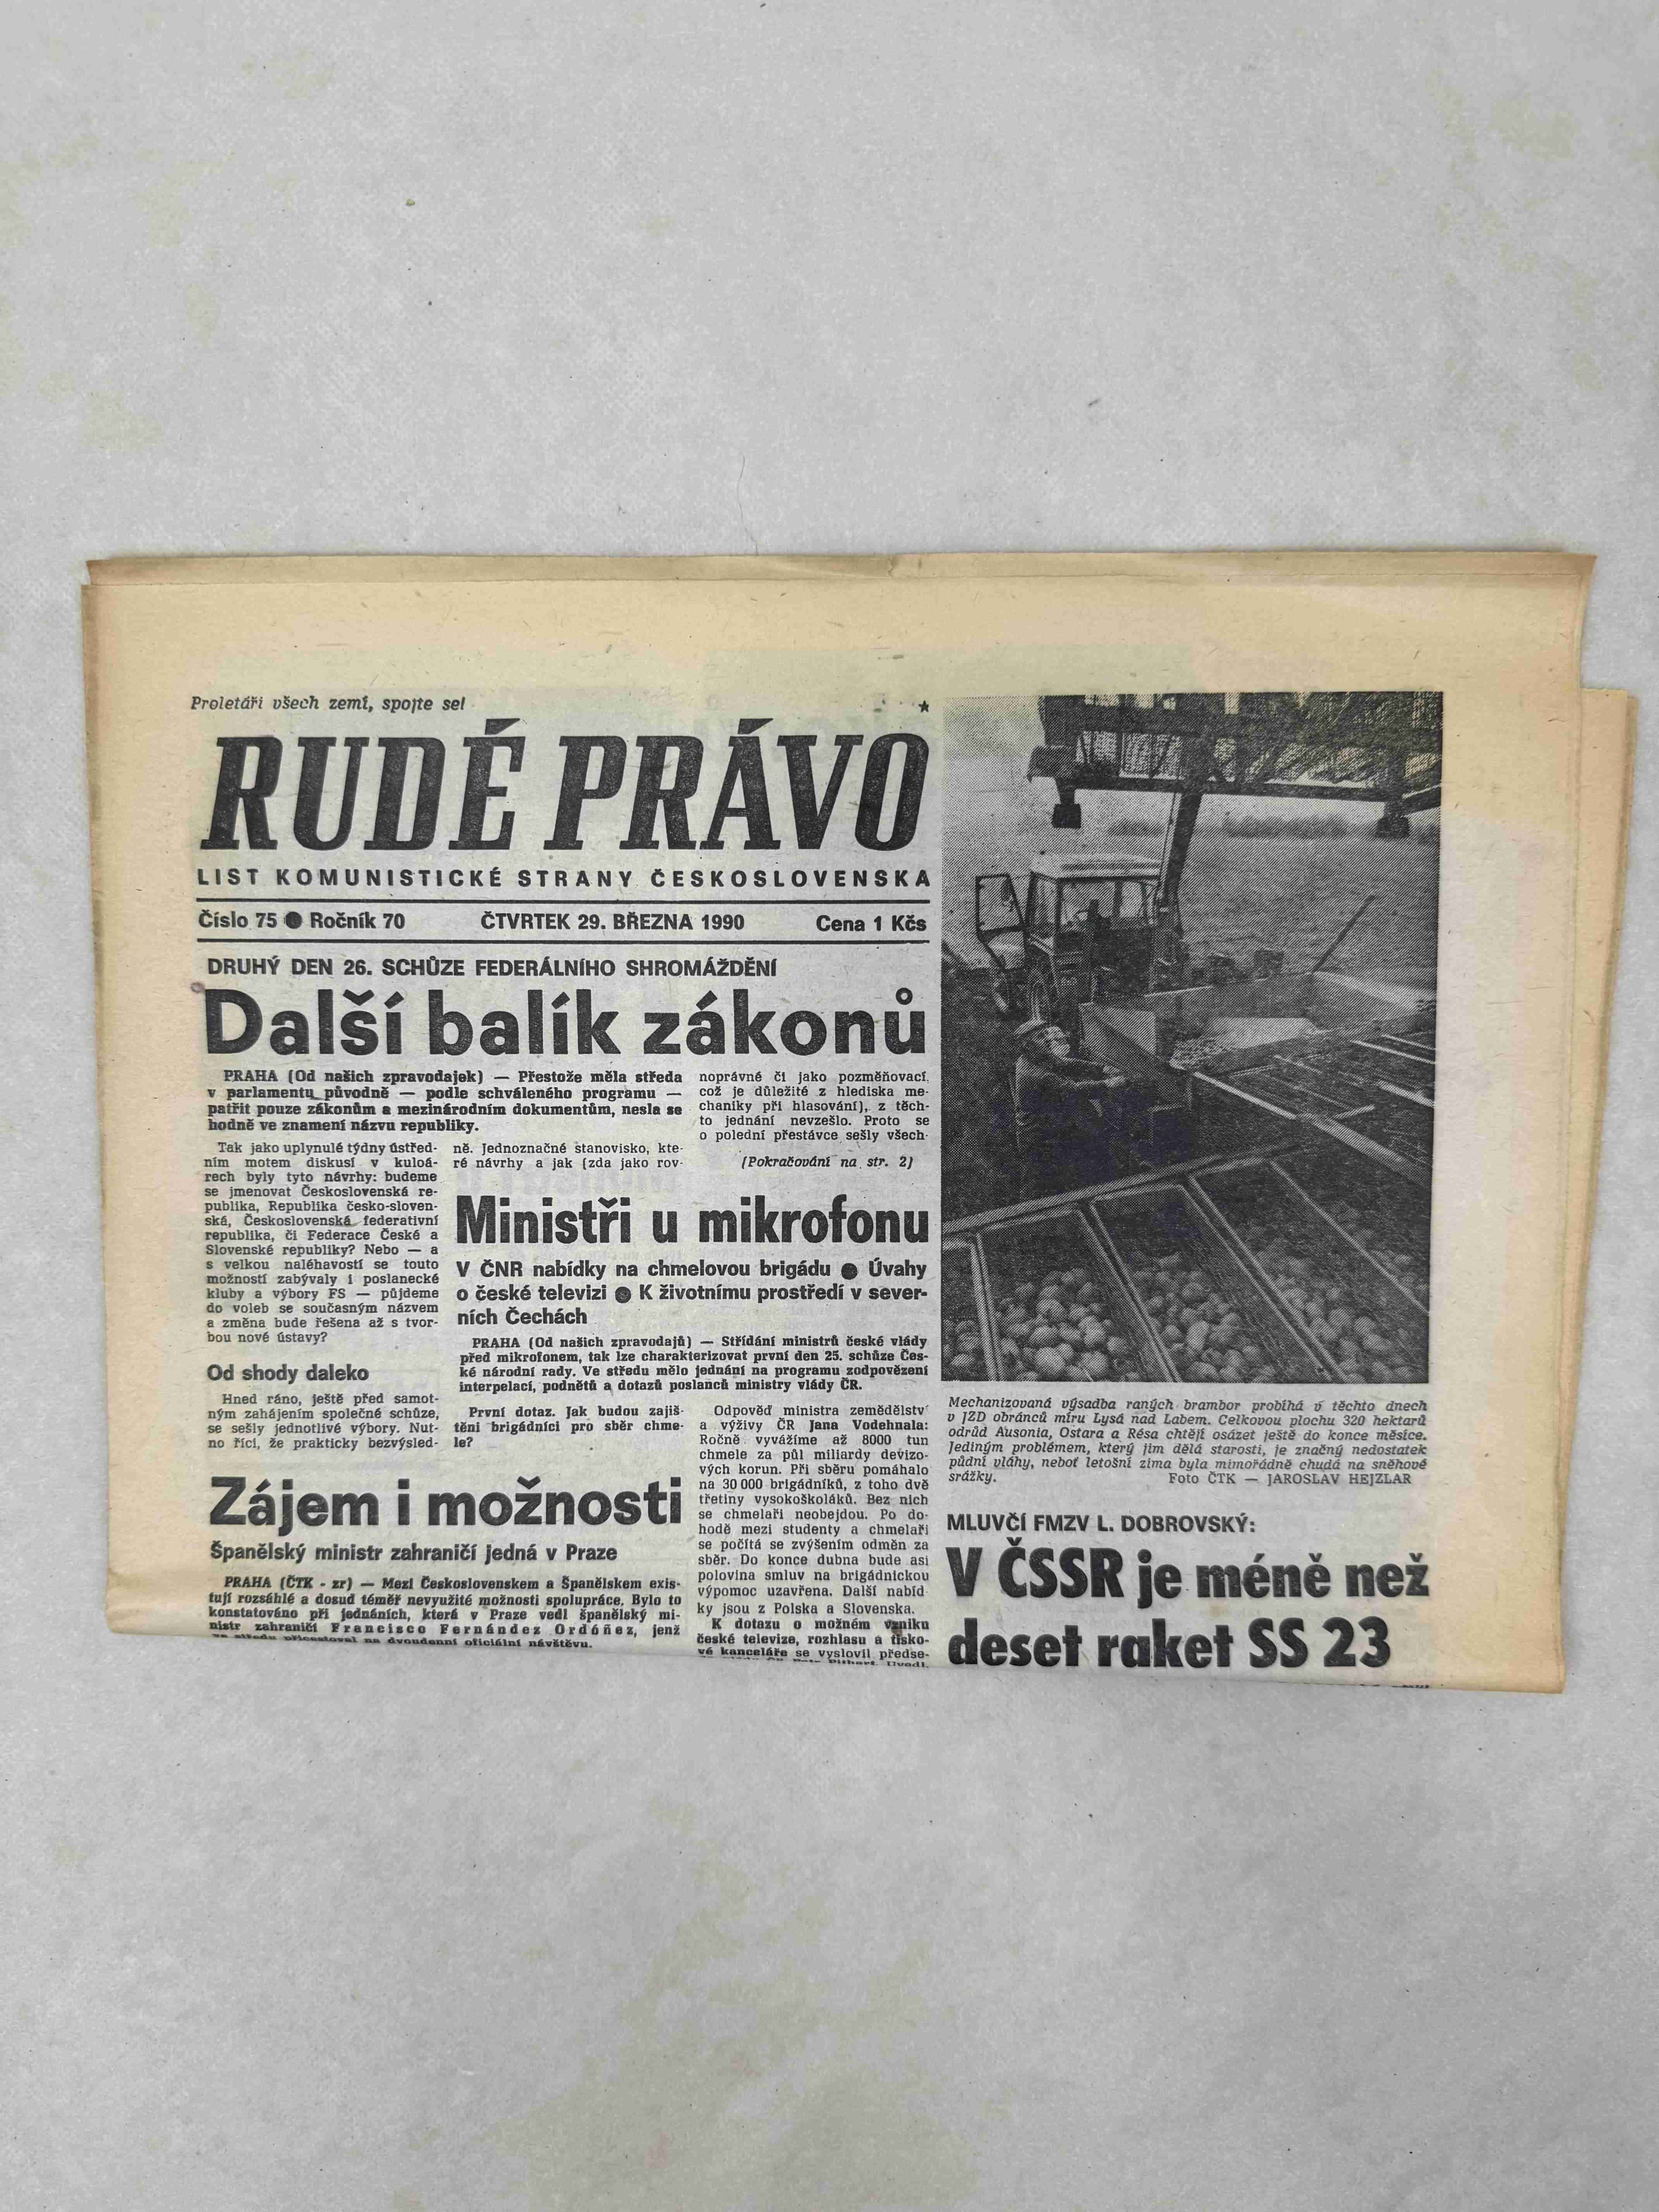 Proletáři všech zemí, spojte se!
RUDÉ PRÁVO
LIST KOMUNISTICKÉ STRANY ČESKOSLOVENSKA
Číslo 75 ● Ročník 70 ČTVRTEK 29. BŘEZNA 1990 Cena 1 Kčs
DRUHÝ DEN 26. SCHŮZE FEDERÁLNÍHO SHROMÁŽDĚNÍ
Další balík zákonů
PRAHA (Od našich zpravodajek) — Přestože měla středa
v parlamentu původně — podle schváleného programu —
patřit pouze zákonům a mezinárodním dokumentům, nesla se
hodně ve znamení názvu republiky.
Tak jako uplynulé týdny ústřed-
ním motem diskusí v kuloá-
rech byly tyto návrhy: budeme
se jmenovat Československá re-
publika, Republika česko-sloven-
ská, Československá federativní
republika, či Federace České a
Slovenské republiky? Nebo — a
s velkou naléhavostí se touto
možností zabývaly i poslanecké
kluby a výbory FS — půjdeme
do voleb se současným názvem
a změna bude řešena až s tvor-
bou nové ústavy?
Od shody daleko
Hned ráno, ještě před samot-
ným zahájením společné schůze,
se sešly jednotlivé výbory. Nut-
no říci, že prakticky bezvýsled-
ně. Jednoznačné stanovisko, kte-
ré návrhy a jak (zda jako rov-
noprávné či jako pozměňovací,
což je důležité z hlediska me-
chaniky při hlasování), z těch-
to jednání nevzešlo. Proto se
o polední přestávce sešly všech-
(Pokračování na str. 2)
Ministři u mikrofonu
V ČNR nabídky na chmelovou brigádu ● Úvahy
o české televizi ● K životnímu prostředí v sever-
ních Čechách
PRAHA (Od našich zpravodajů) — Střídání ministrů české vlády
před mikrofonem, tak lze charakterizovat první den 25. schůze Čes-
ké národní rady. Ve středu mělo jednání na programu zodpovězení
interpelací, podnětů a dotazů poslanců ministry vlády ČR.
První dotaz. Jak budou zajiš-
těni brigádníci pro sběr chme-
le?
Odpověď ministra zemědělství
a výživy ČR Jana Vodehnala:
Ročně vyvážíme až 8000 tun
chmele za půl miliardy devizo-
vých korun. Při sběru pomáhalo
na 30 000 brigádníků, z toho dvě
třetiny vysokoškoláků. Bez nich
se chmelaři neobejdou. Po do-
hodě mezi studenty a chmelaři
se počítá se zvýšením odměn za
sběr. Do konce dubna bude asi
polovina smluv na brigádnickou
výpomoc uzavřena. Další nabíd
ky jsou z Polska a Slovenska.
K dotazu o možném vzniku
české televize, rozhlasu a tisko-
vé kanceláře se vyslovil předse-
Petr Pithart. Uvedl,
Zájem i možnosti
Španělský ministr zahraničí jedná v Praze
PRAHA (ČTK - zr) — Mezi Československem a Španělskem exis-
tují rozsáhlé a dosud téměř nevyužité možnosti spolupráce. Bylo to
konstatováno při jednáních, která v Praze vedl španělský mi-
nistr zahraničí Francisco Fernández Ordóñez, jenž
ve středu přicestoval na dvoudenní oficiální návštěvu.
Mechanizovaná výsadba raných brambor probíhá v těchto dnech
v JZD obránců míru Lysá nad Labem. Celkovou plochu 320 hektarů
odrůd Ausonia, Ostara a Résa chtějí osázet ještě do konce měsíce.
Jediným problémem, který jim dělá starosti, je značný nedostatek
půdní vláhy, neboť letošní zima byla mimořádně chudá na sněhové
srážky. Foto ČTK — JAROSLAV HEJZLAR
MLUVČÍ FMZV L. DOBROVSKÝ:
V ČSSR je méně než
deset raket SS 23